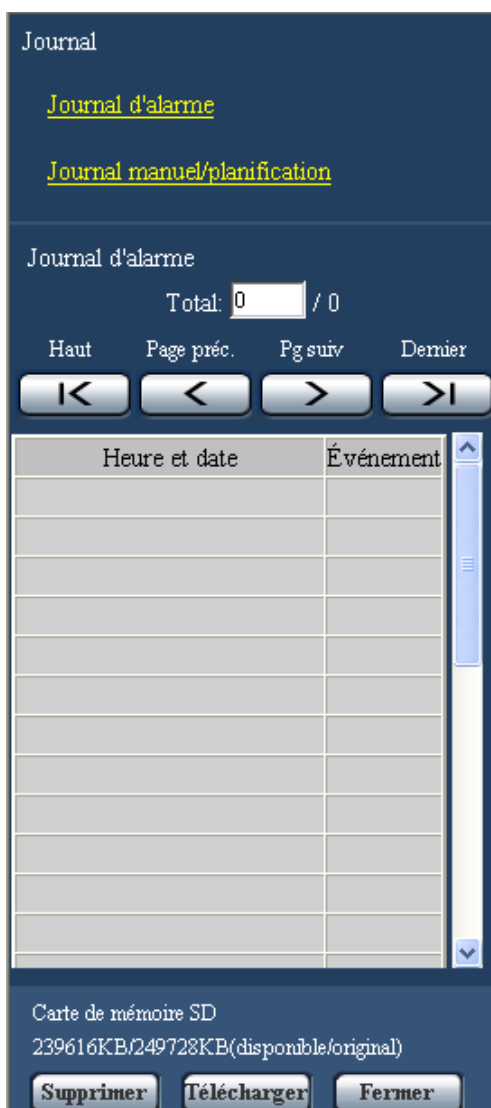 Journal
Journal d'alarme
Journal manuel/planification
Journal d'alarme
Total: 0 / 0
Haut Page préc. Pg suiv Dernier
Heure et date Événement
Carte de mémoire SD
239616KB/249728KB(disponible/original)
Supprimer Télécharger Fermer